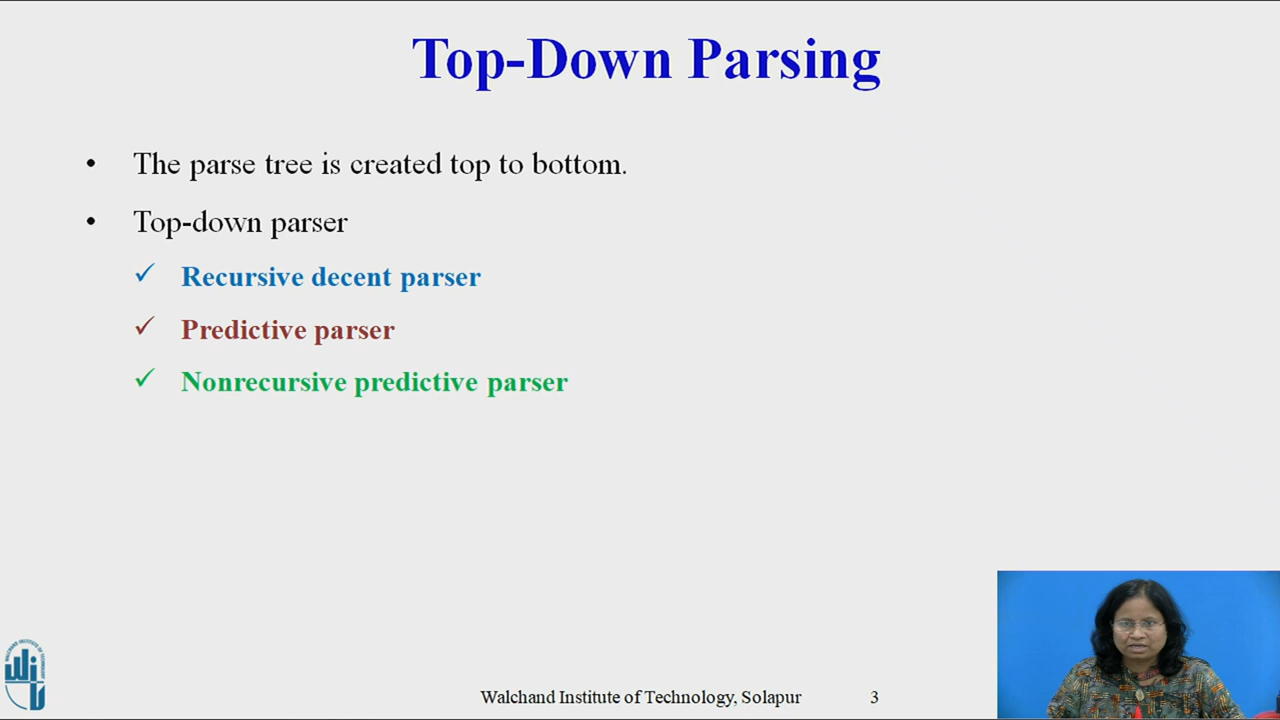 Top-Down Parsing
• The parse tree is created top to bottom.
• Top-down parser
✓ Recursive decent parser
✓ Predictive parser
✓ Nonrecursive predictive parser
Walchand Institute of Technology, Solapur 3